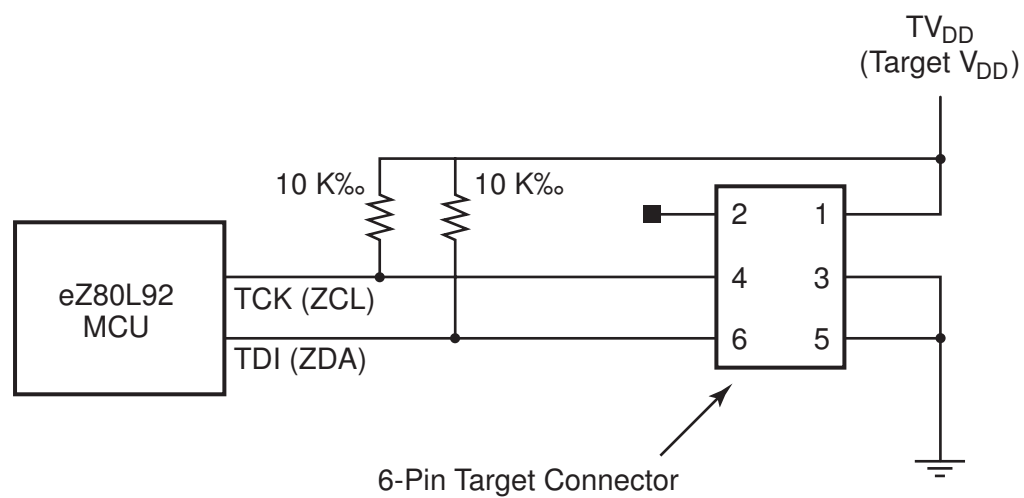 TVDD
(Target VDD)
10 K‰
10 K‰
2
1
eZ80L92
MCU
TCK (ZCL)
4
3
TDI (ZDA)
6
5
6-Pin Target Connector